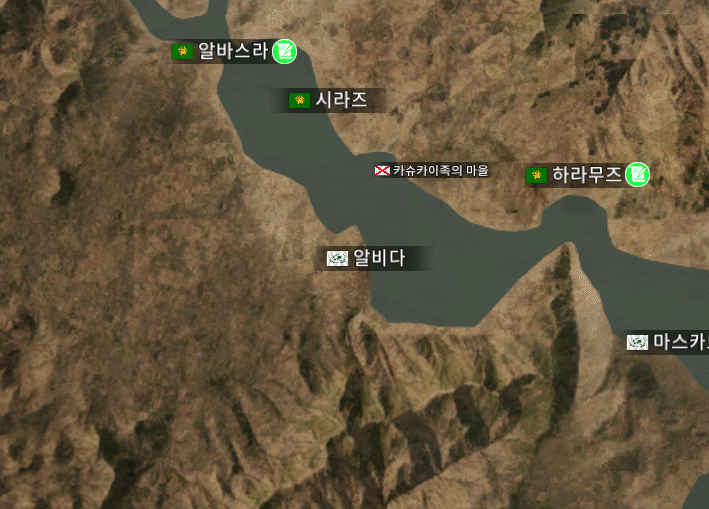 알바스라
시라즈
카슈카이족의 마을
하라무즈
알비다
마스카